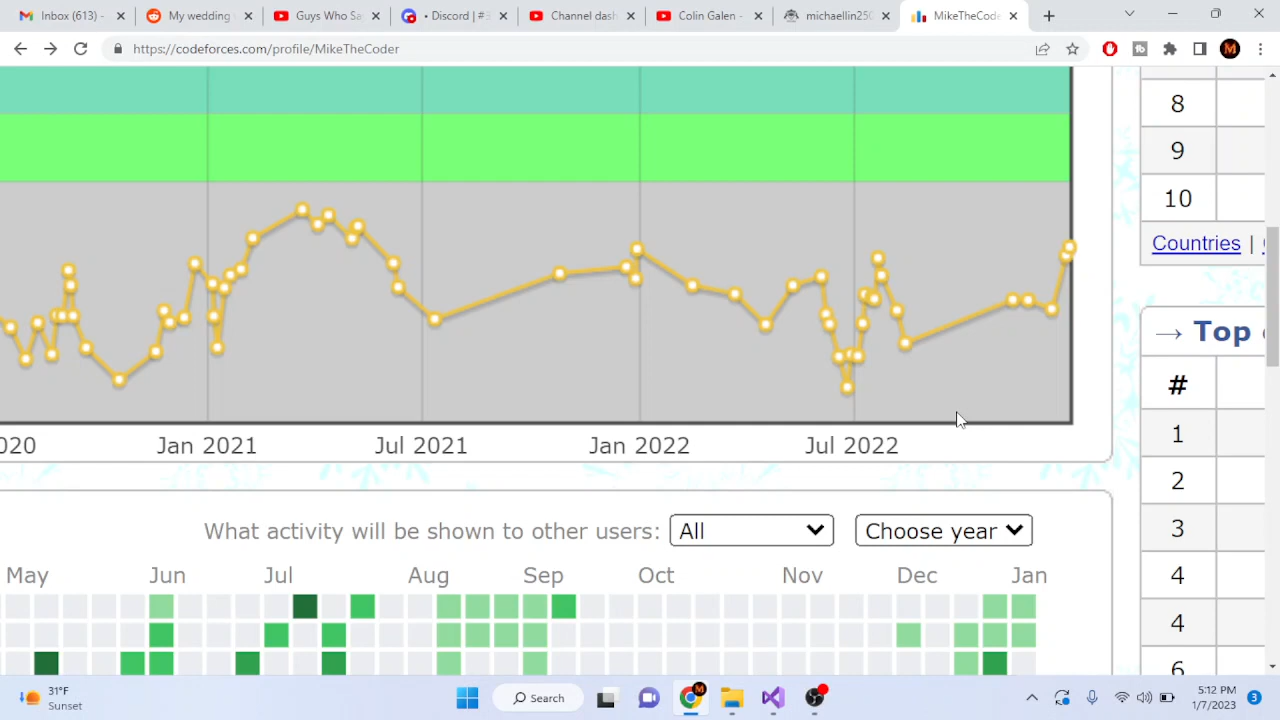 Inbox (613) -
My wedding
Guys Who Sa
• Discord | #
Channel dash
Colin Galen -
michaellin250
MikeTheCode
https://codeforces.com/profile/MikeTheCoder
M
8
9
10
Countries |
→ Top
#
1
2
3
4
4
6
020
Jan 2021
Jul 2021
Jan 2022
Jul 2022
What activity will be shown to other users:
All
Choose year
May
Jun
Jul
Aug
Sep
Oct
Nov
Dec
Jan
31°F
Sunset
Search
5:12 PM
1/7/2023
3